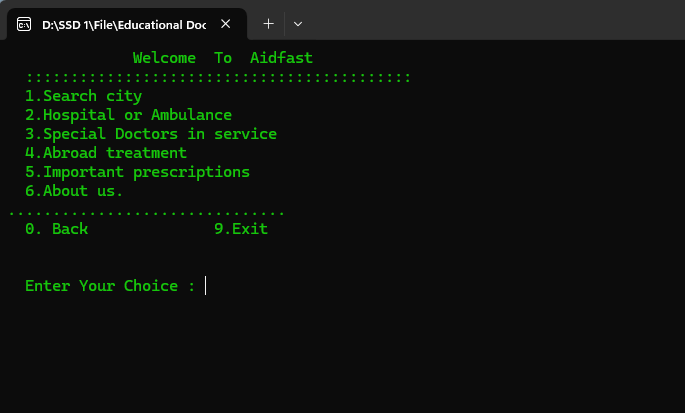 D:\SSD 1\File\Educational Doc
Welcome To Aidfast
:::::::::::::::::::::::::::::::::::::::::::
1.Search city
2.Hospital or Ambulance
3.Special Doctors in service
4.Abroad treatment
5.Important prescriptions
6.About us.
...............................
0. Back 9.Exit
Enter Your Choice :